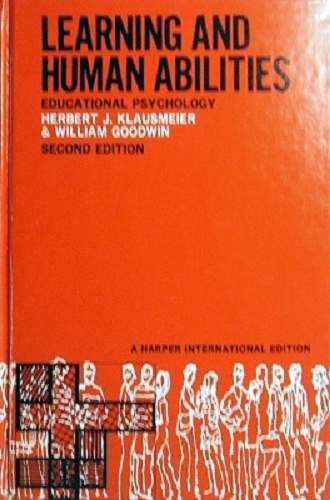 LEARNING AND
HUMAN ABILITIES
EDUCATIONAL PSYCHOLOGY
HERBERT J. KLAUSMEIER
& WILLIAM GOODWIN
SECOND EDITION
A HARPER INTERNATIONAL EDITION